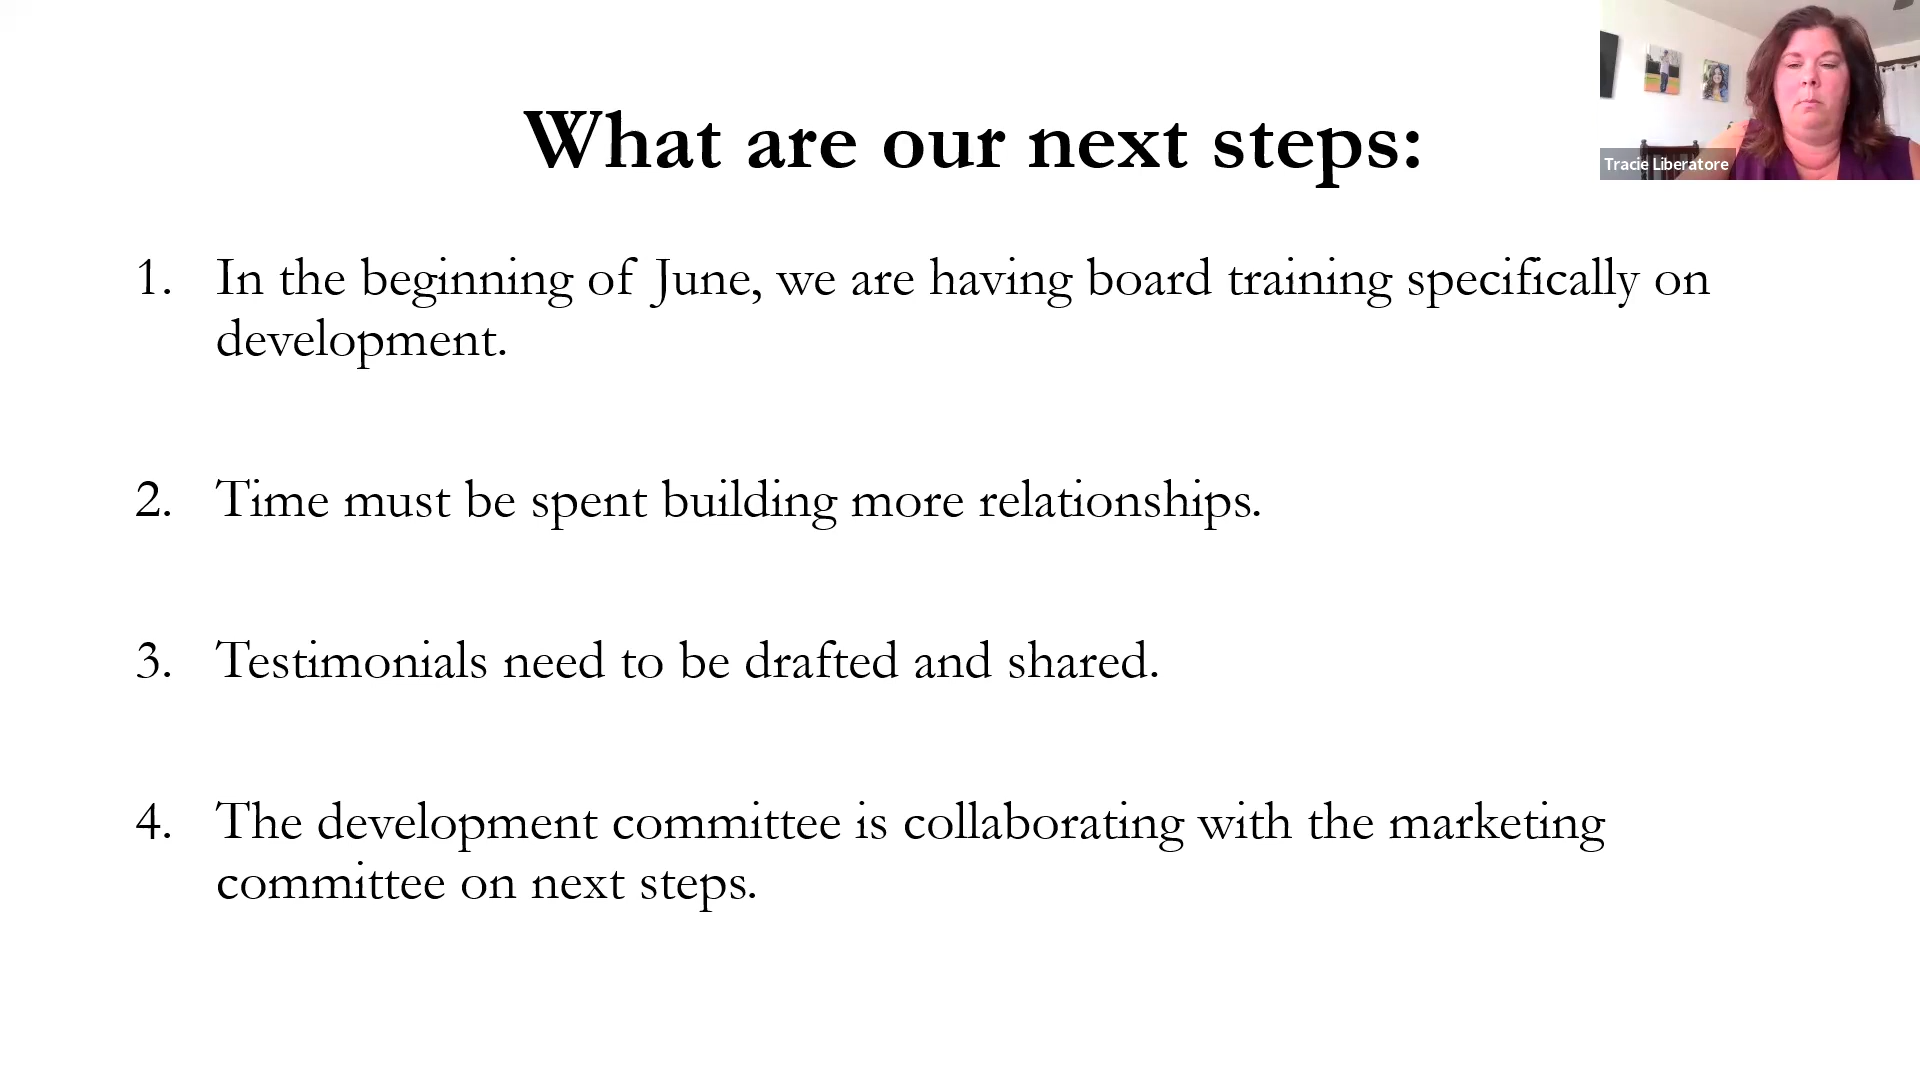 What are our next steps:
Tracie Liberatore
1. In the beginning of June, we are having board training specifically on
development.
2. Time must be spent building more relationships.
3. Testimonials need to be drafted and shared.
4. The development committee is collaborating with the marketing
committee on next steps.